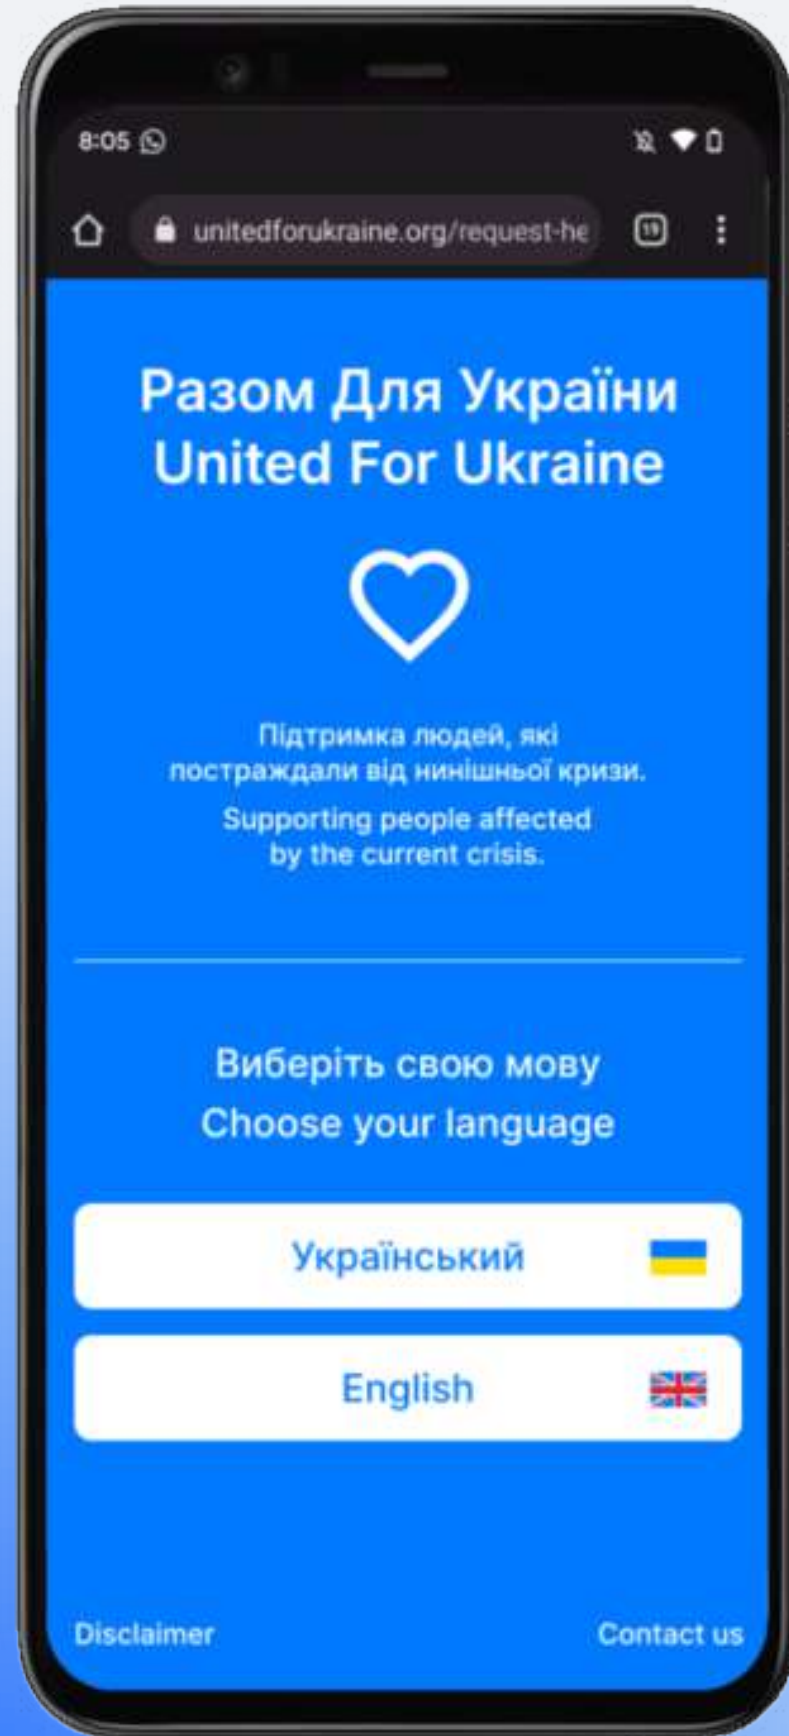 8:05
unitedforukraine.org/request-he
19
Разом Для України
United For Ukraine
Підтримка людей, які
постраждали від нинішньої кризи.
Supporting people affected
by the current crisis.
Виберіть свою мову
Choose your language
Український
English
Disclaimer
Contact us